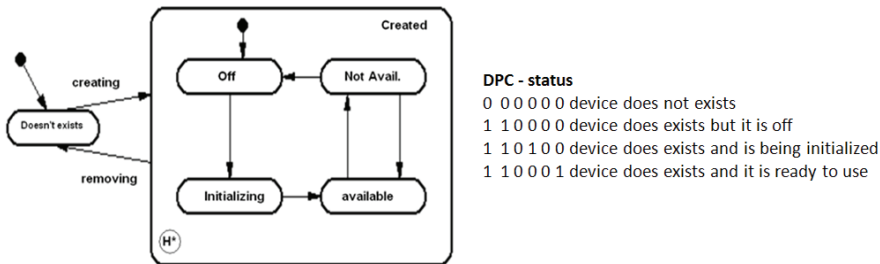 Created
Off
Not Avail.
creating
Doesn't exists
removing
Initializing
available
H*
DPC - status
0 0 0 0 0 0 device does not exists
1 1 0 0 0 0 device does exists but it is off
1 1 0 1 0 0 device does exists and is being initialized
1 1 0 0 0 1 device does exists and it is ready to use